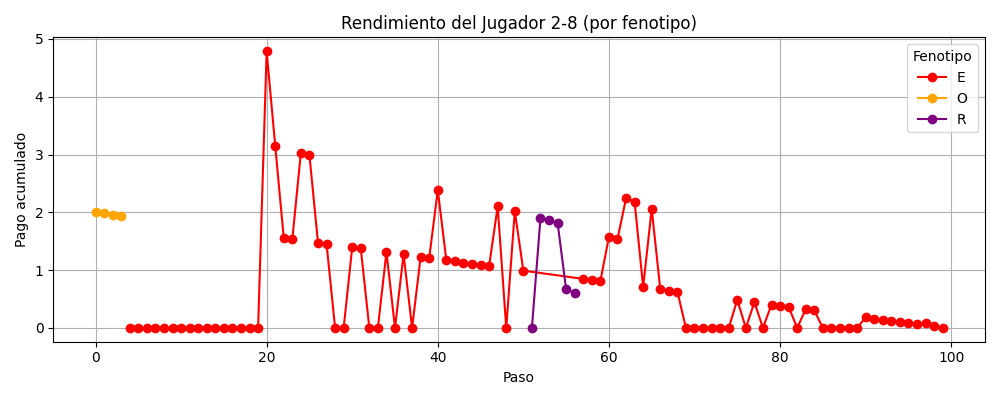 Rendimiento del Jugador 2-8 (por fenotipo)
Pago acumulado
5
4
3
2
1
0
0
20
40
60
80
100
Paso
Fenotipo
E
O
R